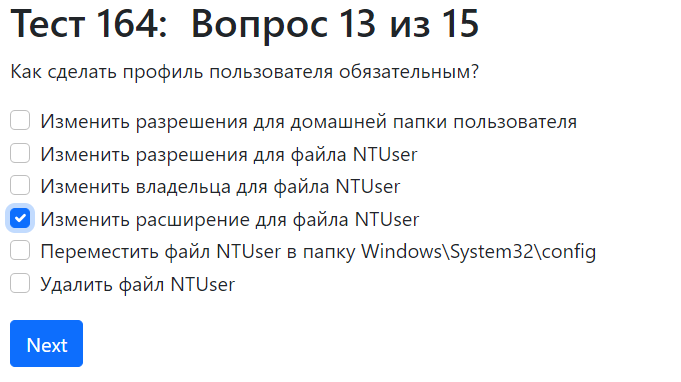 Тест 164: Вопрос 13 из 15
Как сделать профиль пользователя обязательным?
Изменить разрешения для домашней папки пользователя
Изменить разрешения для файла NTUser
Изменить владельца для файла NTUser
Изменить расширение для файла NTUser
Переместить файл NTUser в папку Windows\System32\config
Удалить файл NTUser
Next